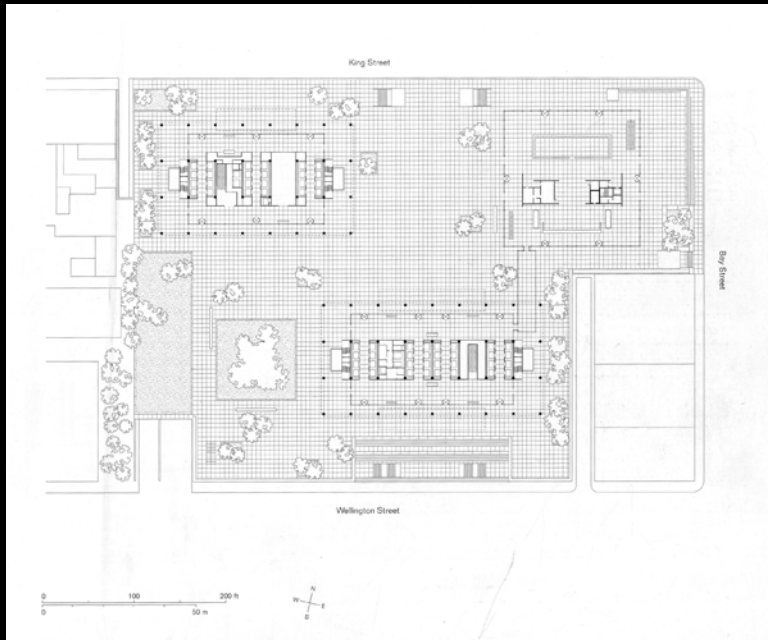 King Street
Bay Street
Wellington Street
0 100 200 ft
0 50 m
N
W E
S